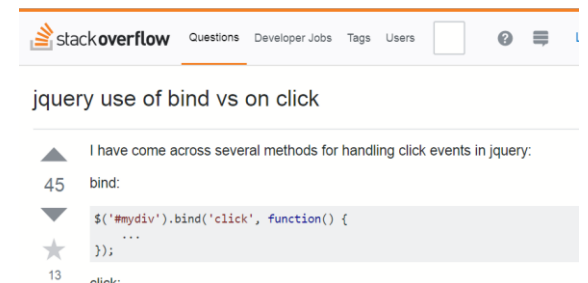 stackoverflow Questions Developer Jobs Tags Users
jquery use of bind vs on click
I have come across several methods for handling click events in jquery:
45
bind:
$('#mydiv').bind('click', function() {
...
});
13
click: